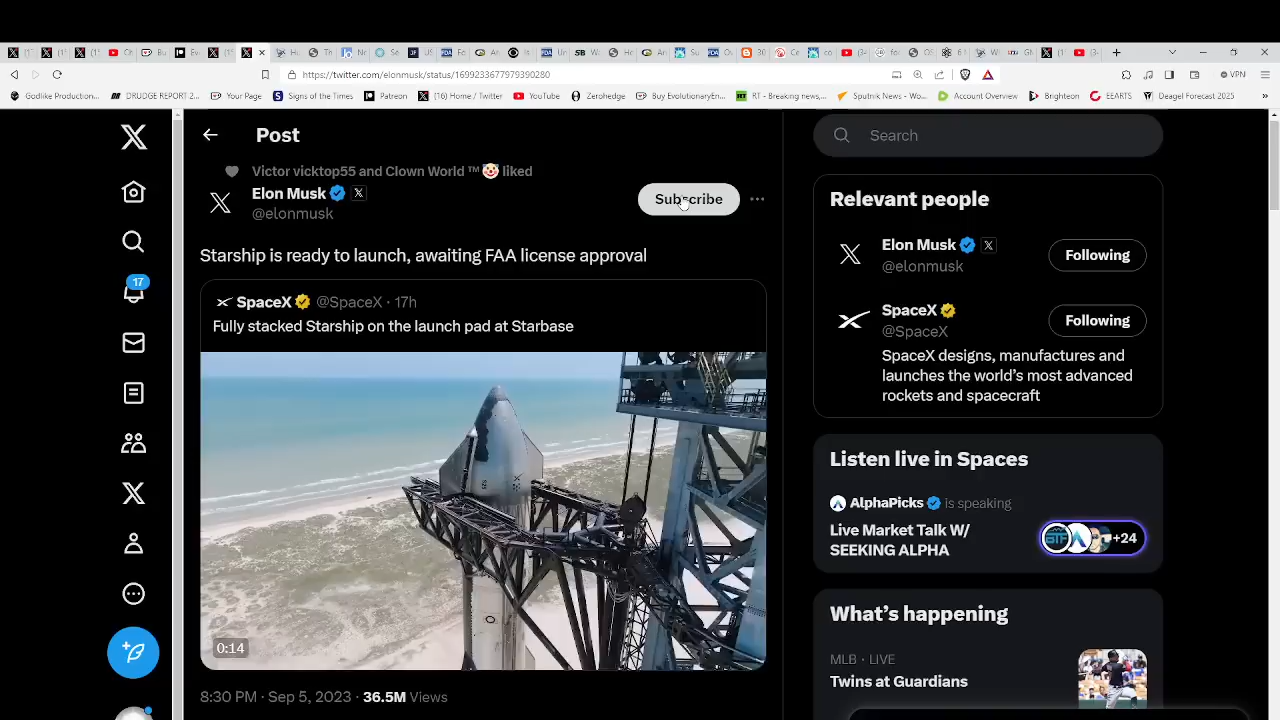 https://twitter.com/elonmusk/status/1699233677979390280
VPN
Godlike Production...
DRUDGE REPORT 2...
Your Page
Signs of the Times
Patreon
(16) Home / Twitter
YouTube
Zerohedge
Buy EvolutionaryEn...
RT - Breaking news,...
Sputnik News - Wo...
Account Overview
Brighteon
EEARTS
Deagel Forecast 2025
Post
Search
Victor vicktop55 and Clown World ™🤡 liked
Elon Musk
@elonmusk
Subscribe
Starship is ready to launch, awaiting FAA license approval
SpaceX @SpaceX · 17h
Fully stacked Starship on the launch pad at Starbase
0:14
8:30 PM · Sep 5, 2023 · 36.5M Views
17
Relevant people
Elon Musk
@elonmusk
Following
SpaceX
@SpaceX
Following
SpaceX designs, manufactures and
launches the world's most advanced
rockets and spacecraft
Listen live in Spaces
AlphaPicks is speaking
Live Market Talk W/
SEEKING ALPHA
+24
What's happening
MLB · LIVE
Twins at Guardians